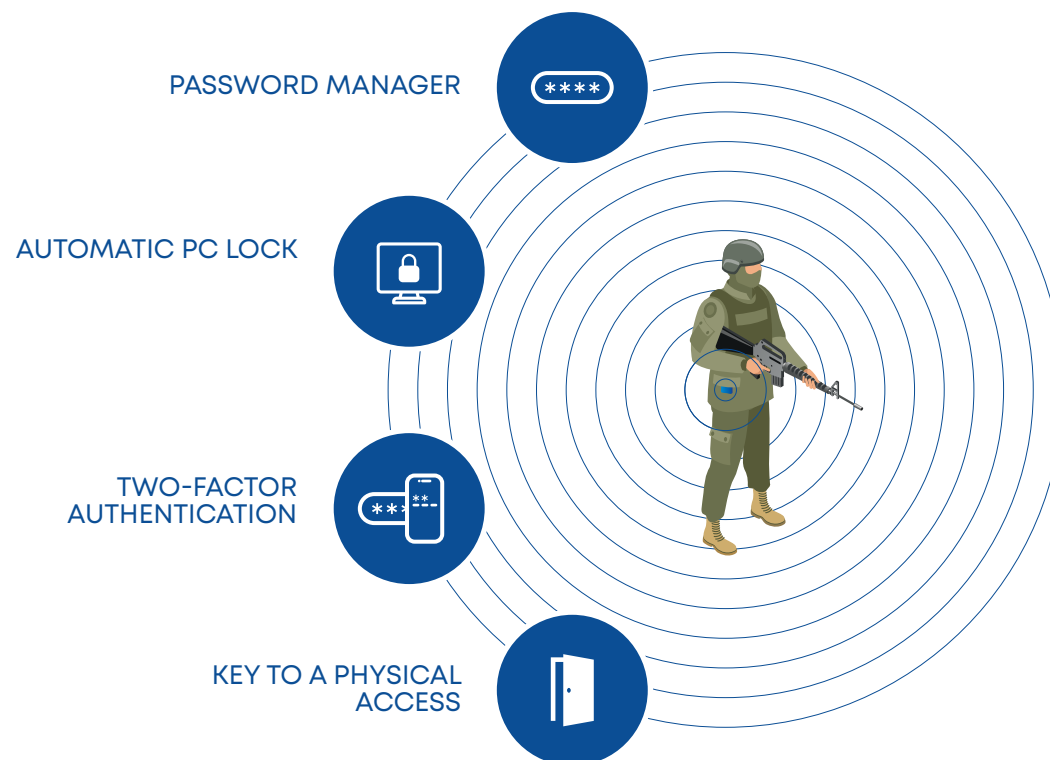 PASSWORD MANAGER
****
AUTOMATIC PC LOCK
TWO-FACTOR
AUTHENTICATION
***
**
KEY TO A PHYSICAL
ACCESS